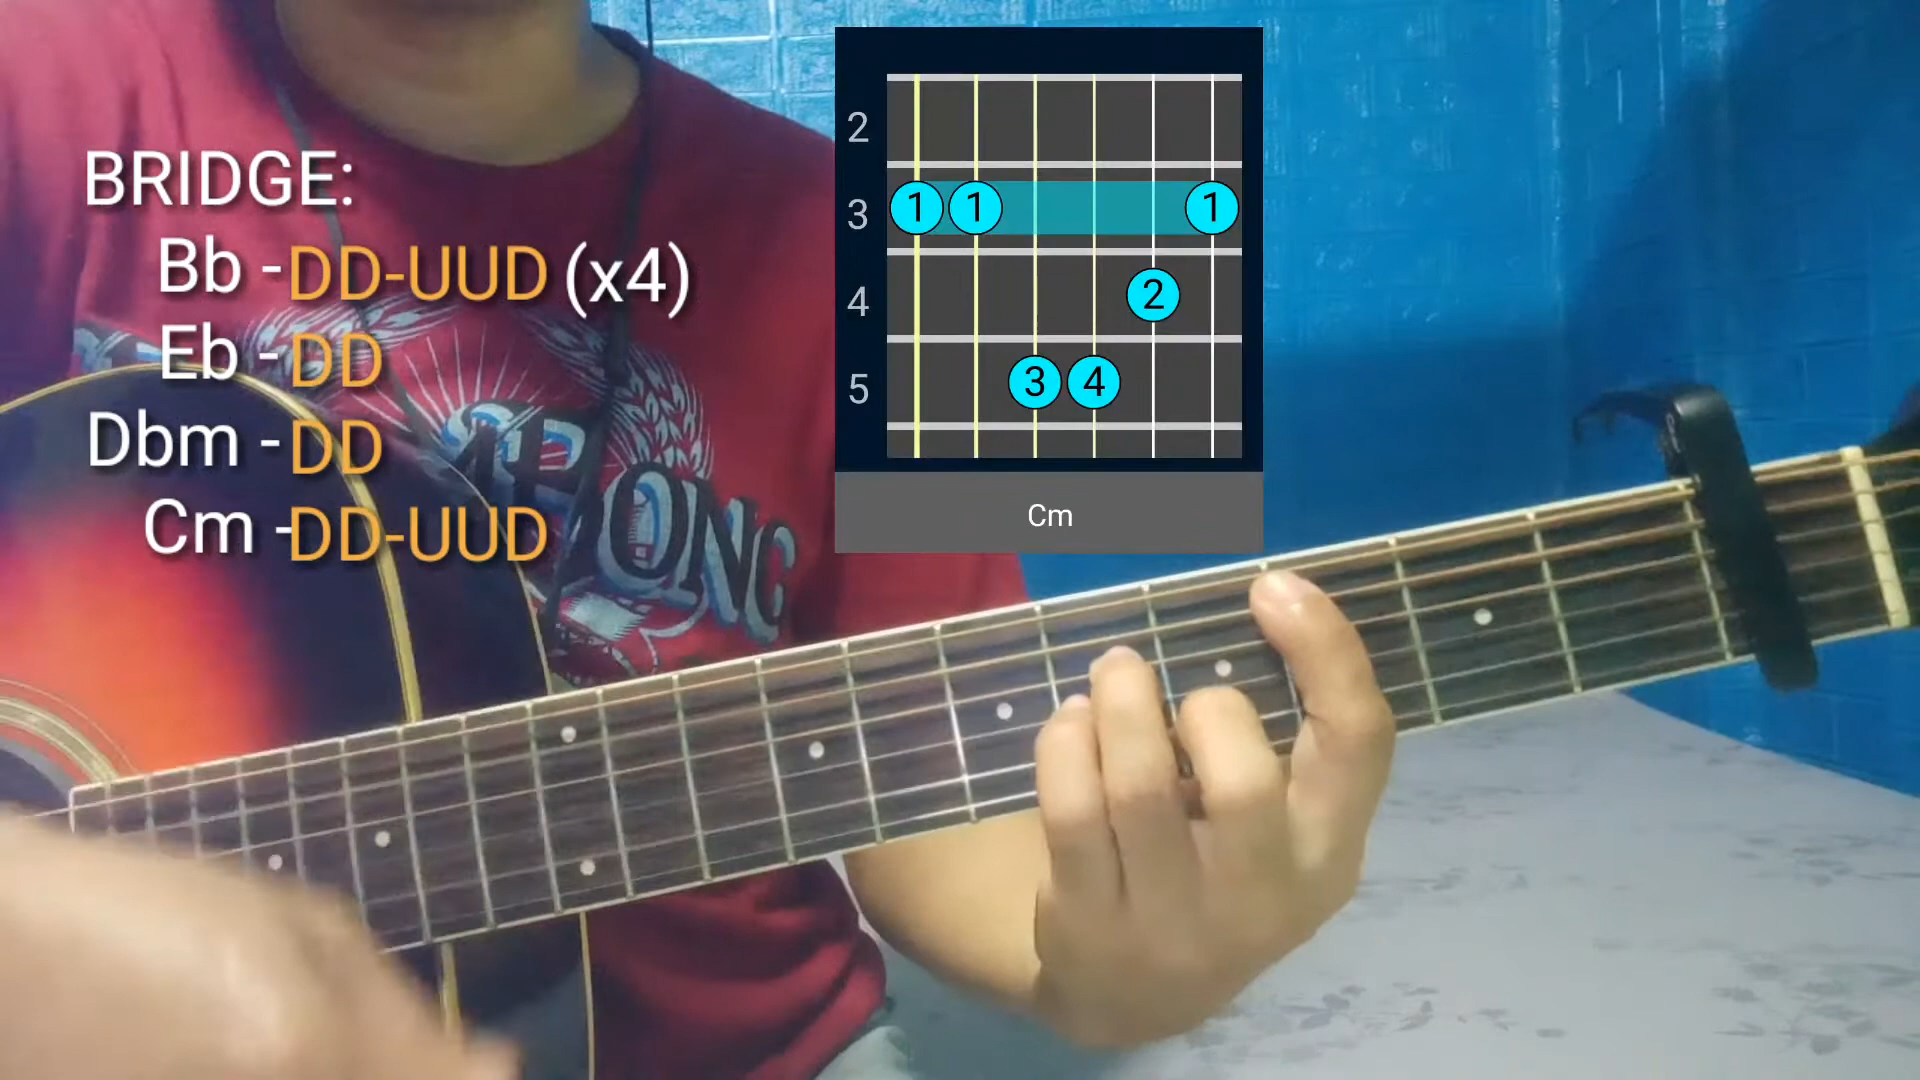 BRIDGE:
Bb -DD-UUD (x4)
Eb -DD
Dbm -DD
Cm -DD-UUD
2
3
4
5
1 1 1
2
3 4
Cm